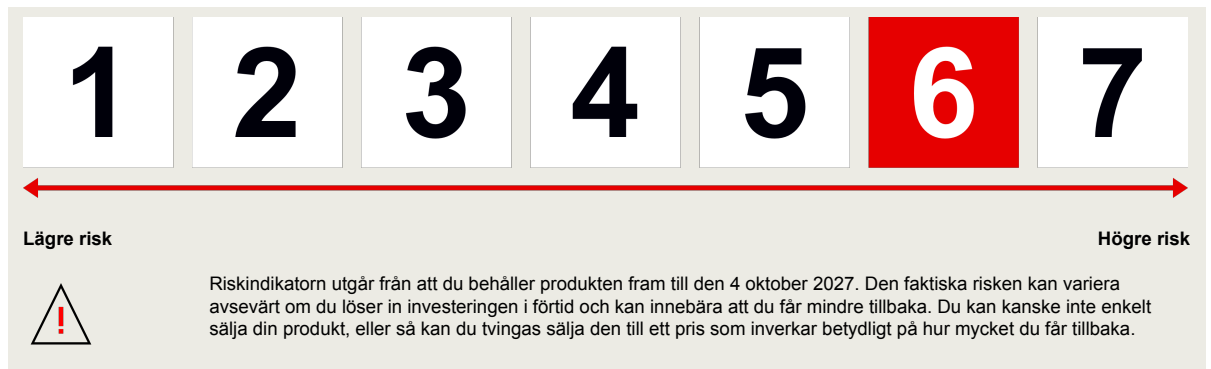 1 2 3 4 5 6 7
Lägre risk Högre risk
!
Riskindikatorn utgår från att du behåller produkten fram till den 4 oktober 2027. Den faktiska risken kan variera
avsevärt om du löser in investeringen i förtid och kan innebära att du får mindre tillbaka. Du kan kanske inte enkelt
sälja din produkt, eller så kan du tvingas sälja den till ett pris som inverkar betydligt på hur mycket du får tillbaka.